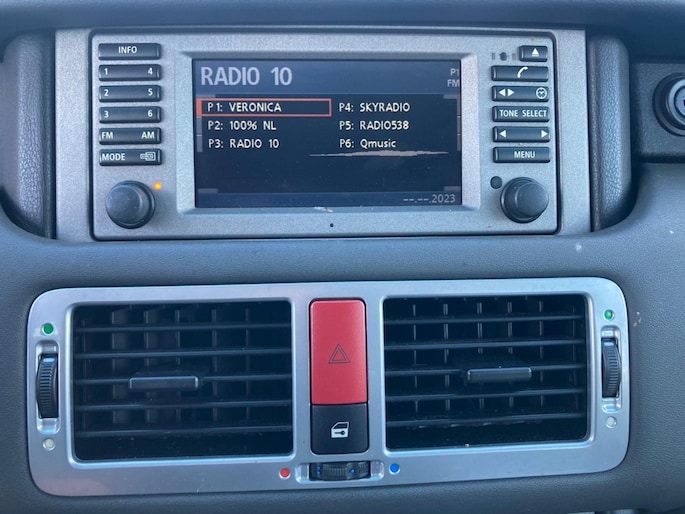 INFO
1 4
2 5
3 6
FM AM
MODE
RADIO 10
P1
FM
P1: VERONICA
P2: 100% NL
P3: RADIO 10
P4: SKYRADIO
P5: RADIO538
P6: Qmusic
--.--.2023
TONE SELECT
MENU